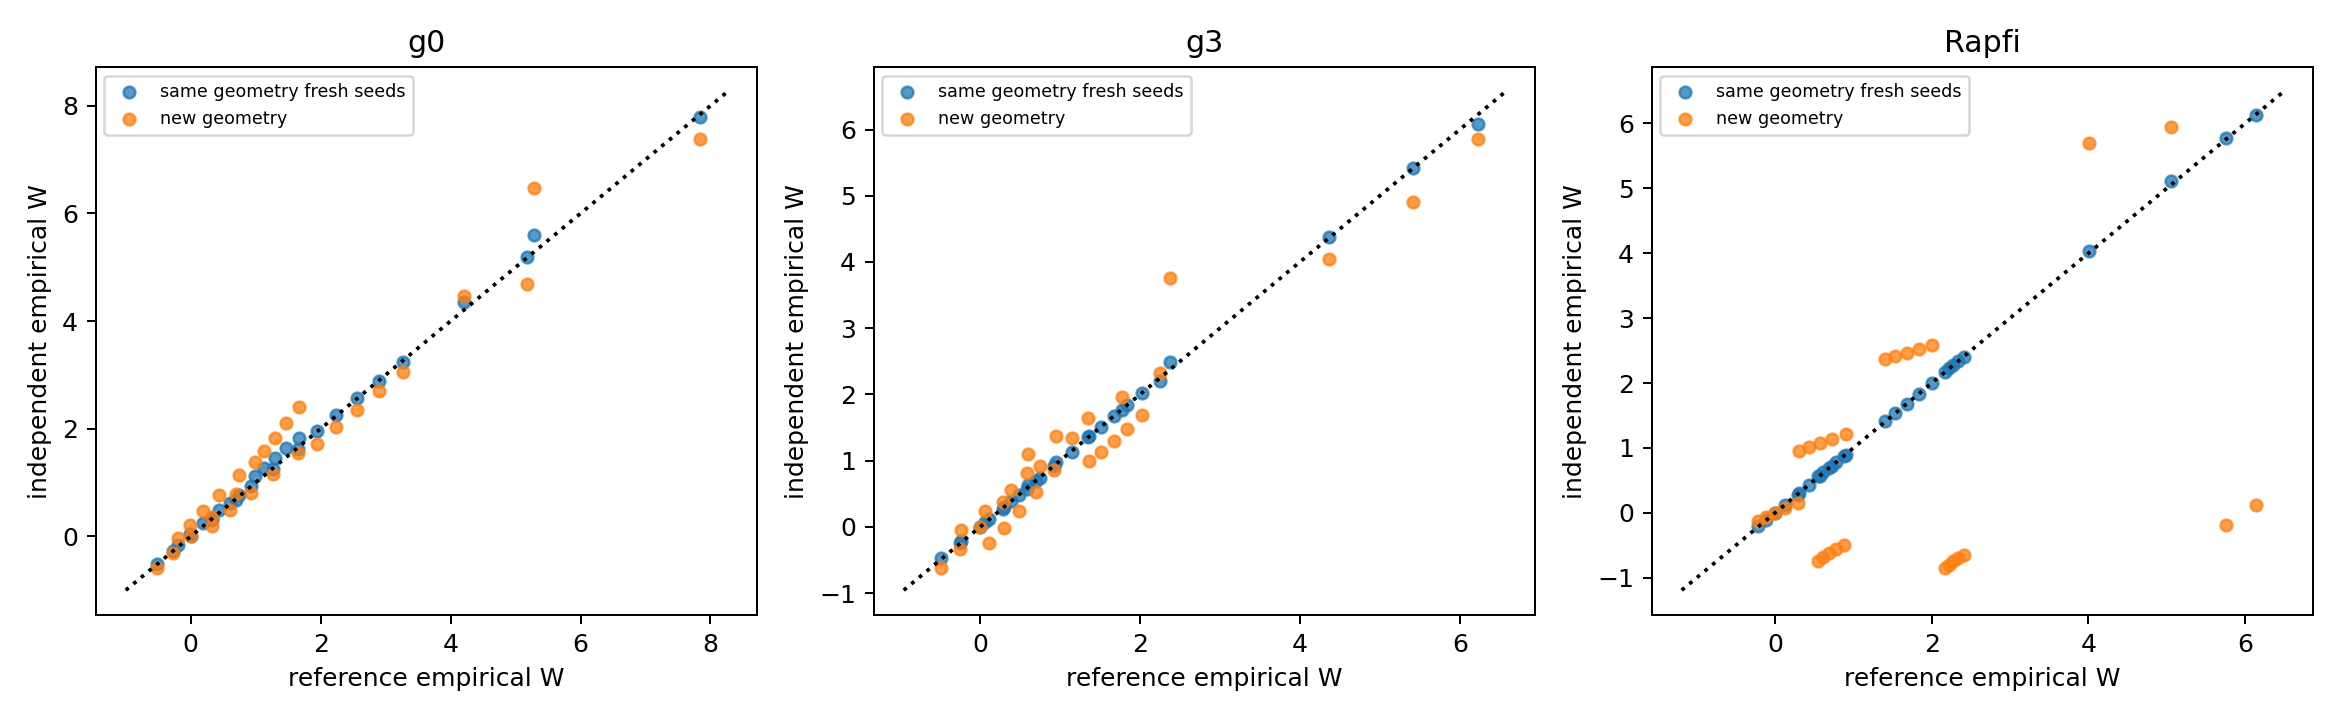 g0
same geometry fresh seeds
new geometry
8
6
4
2
0
independent empirical W
0 2 4 6 8
reference empirical W
g3
same geometry fresh seeds
new geometry
6
5
4
3
2
1
0
−1
independent empirical W
0 2 4 6
reference empirical W
Rapfi
same geometry fresh seeds
new geometry
6
5
4
3
2
1
0
−1
independent empirical W
0 2 4 6
reference empirical W